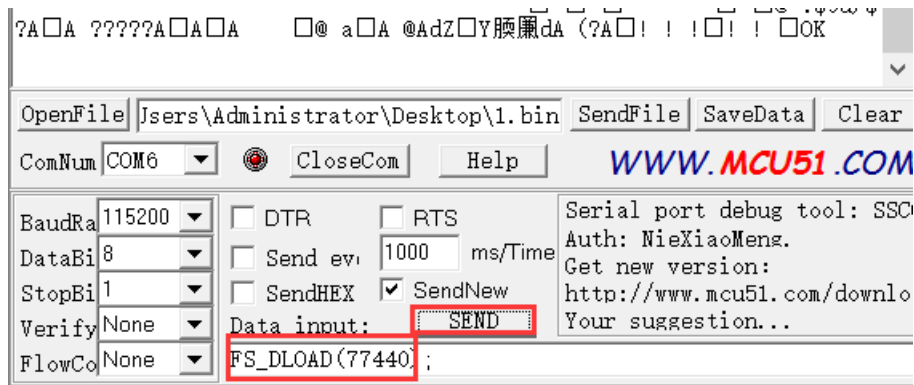 ?A□A ?????A□A□A □@ a□A @AdZ□Y腝圑dA (?A□! ! !□! ! □OK
OpenFile Jsers\Administrator\Desktop\1.bin SendFile SaveData Clear
ComNum COM6 CloseCom Help WWW.MCU51.COM
BaudRa 115200 DTR RTS Serial port debug tool: SSC
DataBi 8 Send eve 1000 ms/Time Auth: NieXiaoMeng.
Get new version:
StopBi 1 SendHEX SendNew http://www.mcu51.com/downlo
Verify None Data input: SEND Your suggestion...
FlowCo None FS_DLOAD(77440);